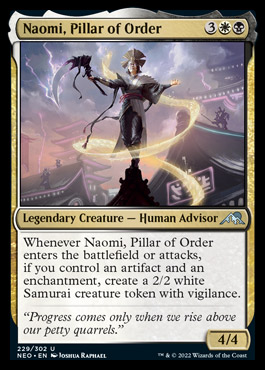 Naomi, Pillar of Order 3
Legendary Creature — Human Advisor
Whenever Naomi, Pillar of Order
enters the battlefield or attacks,
if you control an artifact and an
enchantment, create a 2/2 white
Samurai creature token with vigilance.
“Progress comes only when we rise above
our petty quarrels.”
4/4
229/302 U
NEO • EN Joshua Raphael
™ & © 2022 Wizards of the Coast